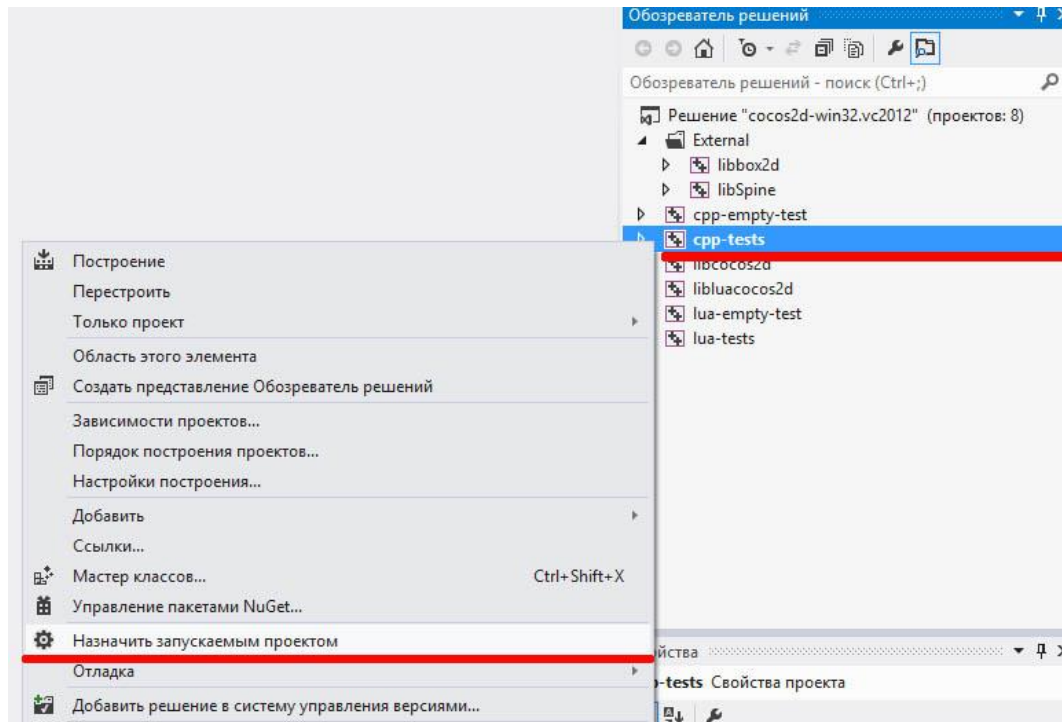 Обозреватель решений
Обозреватель решений - поиск (Ctrl+;)
Решение "cocos2d-win32.vc2012" (проектов: 8)
External
libbox2d
libSpine
cpp-empty-test
cpp-tests
libcocos2d
libluacocos2d
lua-empty-test
lua-tests
Построение
Перестроить
Только проект
Область этого элемента
Создать представление Обозреватель решений
Зависимости проектов...
Порядок построения проектов...
Настройки построения...
Добавить
Ссылки...
Мастер классов... Ctrl+Shift+X
Управление пакетами NuGet...
Назначить запускаемым проектом
Отладка
Добавить решение в систему управления версиями...
йства
-tests Свойства проекта